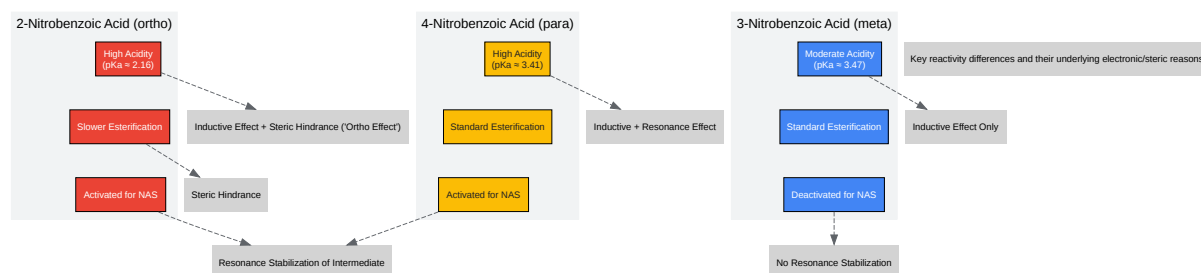 2-Nitrobenzoic Acid (ortho)
4-Nitrobenzoic Acid (para)
3-Nitrobenzoic Acid (meta)
High Acidity
(pKa ≈ 2.16)
High Acidity
(pKa ≈ 3.41)
Moderate Acidity
(pKa ≈ 3.47)
Key reactivity differences and their underlying electronic/steric reasons
Slower Esterification
Inductive Effect + Steric Hindrance ('Ortho Effect')
Standard Esterification
Inductive + Resonance Effect
Standard Esterification
Inductive Effect Only
Activated for NAS
Steric Hindrance
Activated for NAS
Deactivated for NAS
Resonance Stabilization of Intermediate
No Resonance Stabilization